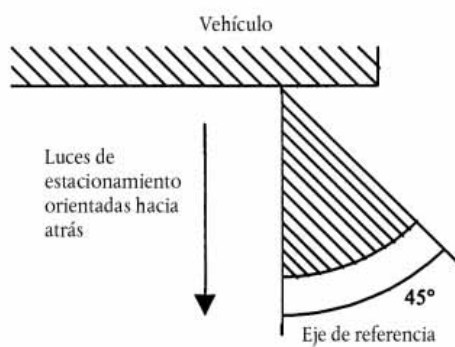 Vehículo
Luces de
estacionamiento
orientadas hacia
atrás
45°
Eje de referencia